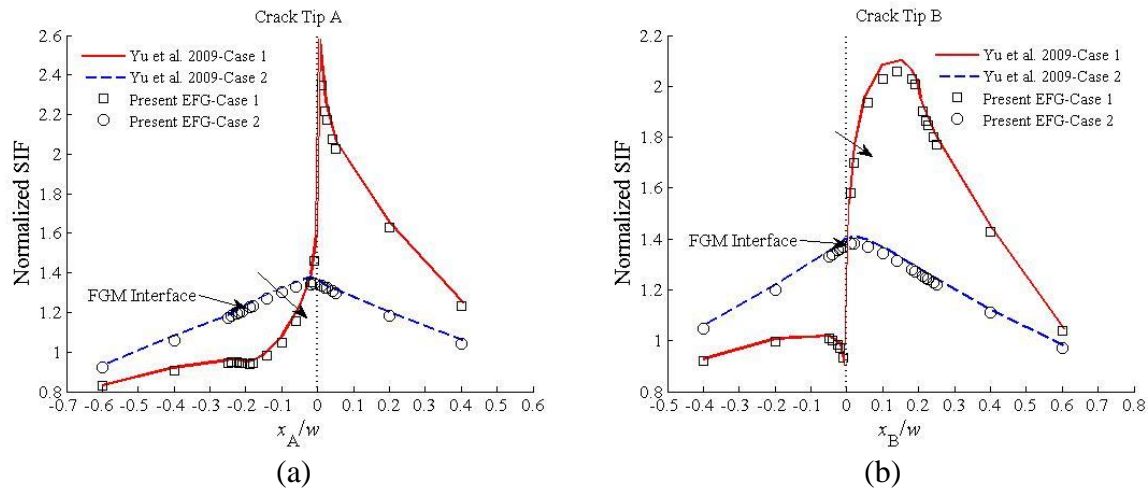 Crack Tip A
2.6
2.4
2.2
2
1.8
1.6
1.4
1.2
1
0.8
Normalized SIF
Yu et al. 2009-Case 1
Yu et al. 2009-Case 2
Present EFG-Case 1
Present EFG-Case 2
FGM Interface
-0.7 -0.6 -0.5 -0.4 -0.3 -0.2 -0.1 0 0.1 0.2 0.3 0.4 0.5 0.6
x_A/w
(a)
Crack Tip B
2.2
2
1.8
1.6
1.4
1.2
1
0.8
Normalized SIF
Yu et al. 2009-Case 1
Yu et al. 2009-Case 2
Present EFG-Case 1
Present EFG-Case 2
FGM Interface
-0.5 -0.4 -0.3 -0.2 -0.1 0 0.1 0.2 0.3 0.4 0.5 0.6 0.7 0.8
x_B/w
(b)